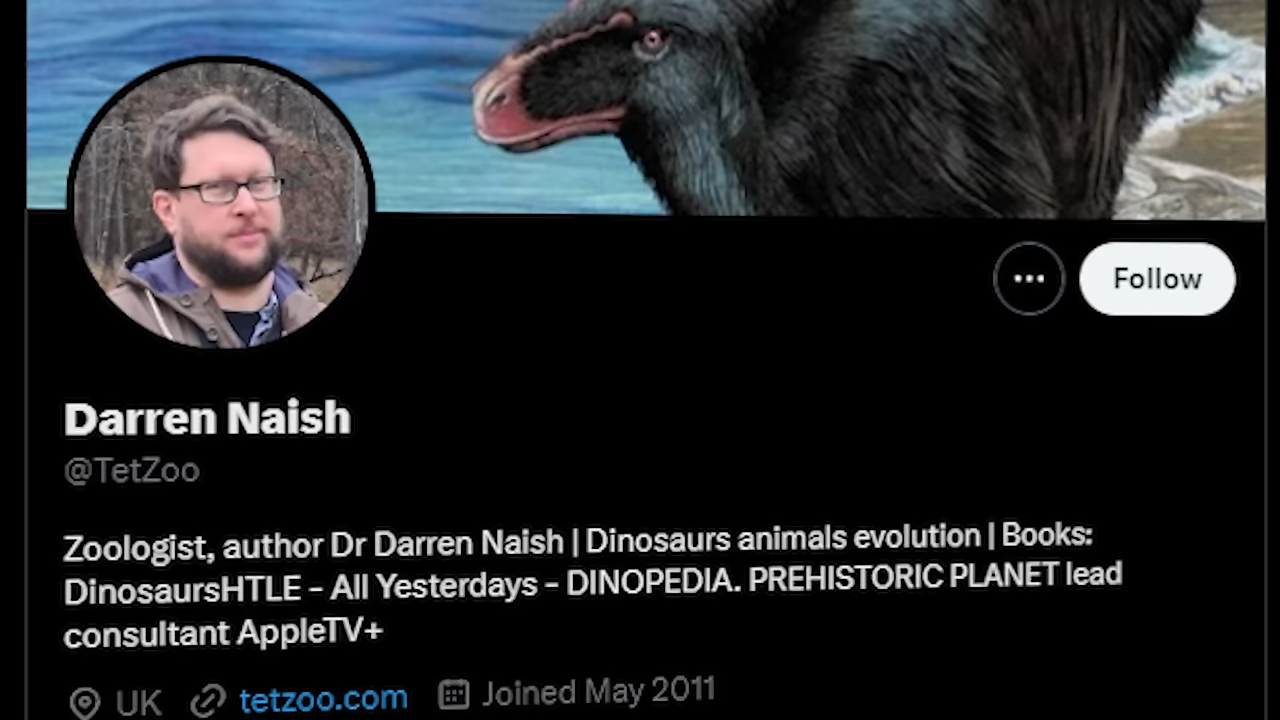 Follow
Darren Naish
@TetZoo
Zoologist, author Dr Darren Naish | Dinosaurs animals evolution | Books:
DinosaursHTLE - All Yesterdays - DINOPEDIA. PREHISTORIC PLANET lead
consultant AppleTV+
UK tetzoo.com Joined May 2011